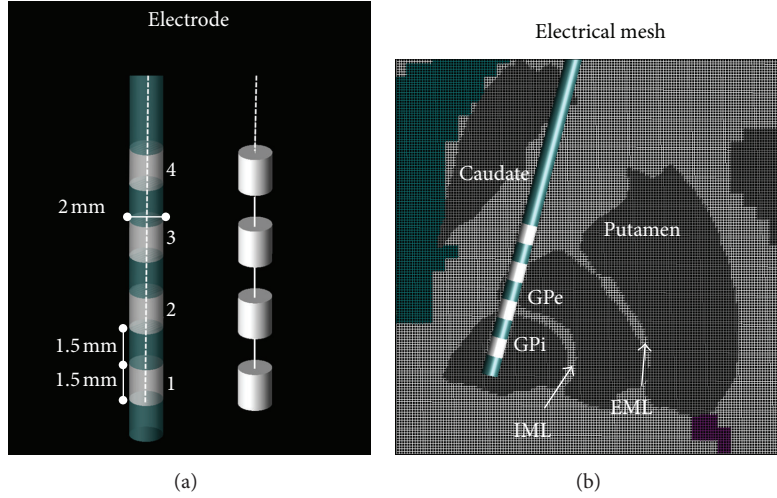 Electrode
4
2 mm
3
2
1.5 mm
1.5 mm
1
(a)
Electrical mesh
Caudate
Putamen
GPe
GPi
IML
EML
(b)